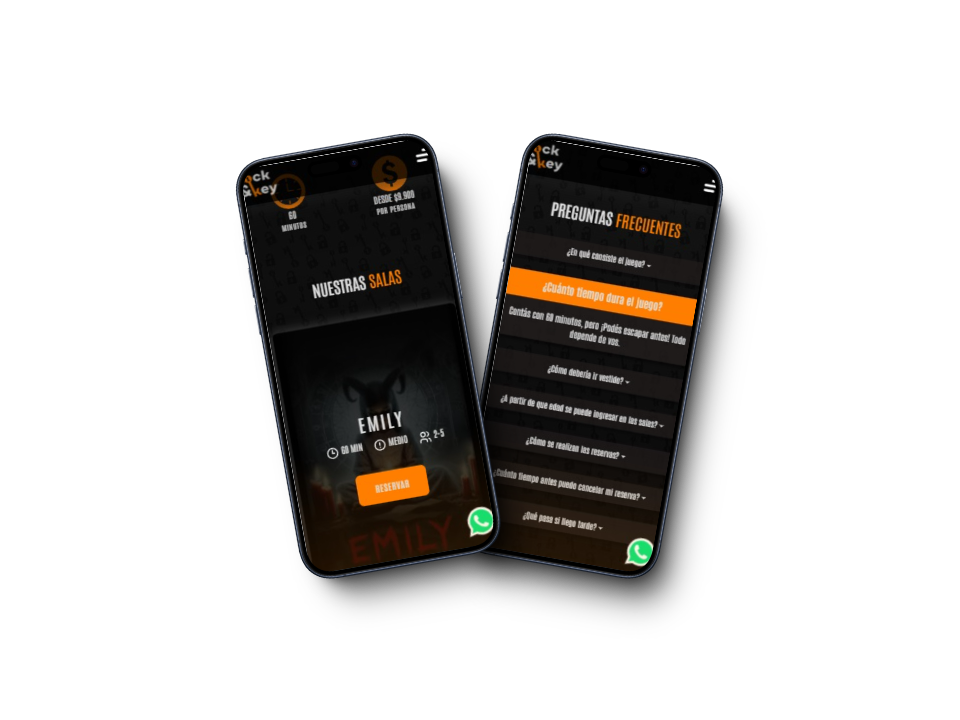 ck
key
60
MINUTOS
DESDE $9.900
POR PERSONA
NUESTRAS SALAS
EMILY
60 MIN MEDIO 2-5
RESERVAR
EMILY
ck
key
PREGUNTAS FRECUENTES
¿En qué consiste el juego?
¿Cuánto tiempo dura el juego?
Contás con 60 minutos, pero ¡Podés escapar antes! Todo
depende de vos.
¿Cómo debería ir vestido?
¿A partir de que edad se puede ingresar en las salas?
¿Cómo se realizan las reservas?
¿Cuánto tiempo antes puedo cancelar mi reserva?
¿Qué pasa si llego tarde?